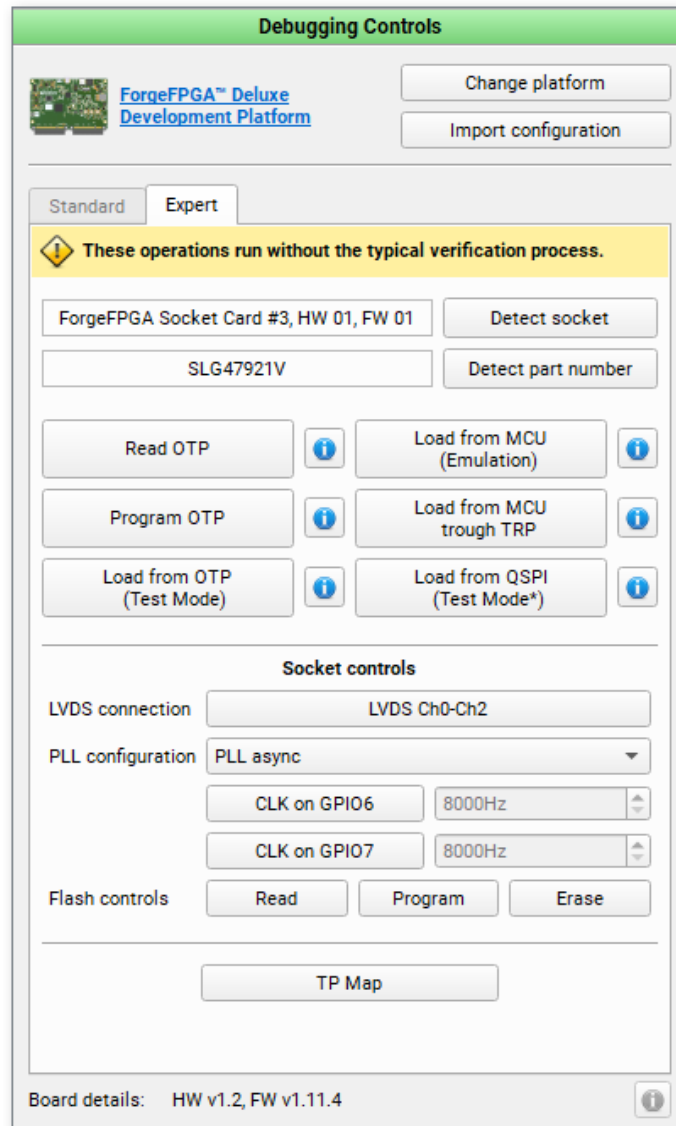 Debugging Controls
ForgeFPGA™ Deluxe
Development Platform
Change platform
Import configuration
Standard
Expert
These operations run without the typical verification process.
ForgeFPGA Socket Card #3, HW 01, FW 01
Detect socket
SLG47921V
Detect part number
Read OTP
Load from MCU
(Emulation)
Program OTP
Load from MCU
trough TRP
Load from OTP
(Test Mode)
Load from QSPI
(Test Mode*)
Socket controls
LVDS connection
LVDS Ch0-Ch2
PLL configuration
PLL async
CLK on GPIO6
8000Hz
CLK on GPIO7
8000Hz
Flash controls
Read
Program
Erase
TP Map
Board details: HW v1.2, FW v1.11.4